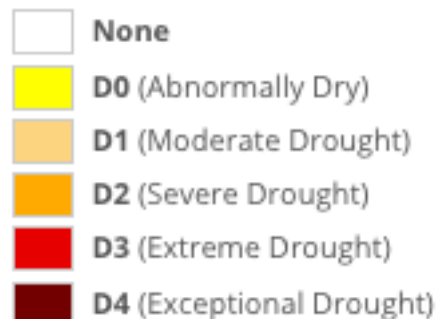 None
D0 (Abnormally Dry)
D1 (Moderate Drought)
D2 (Severe Drought)
D3 (Extreme Drought)
D4 (Exceptional Drought)